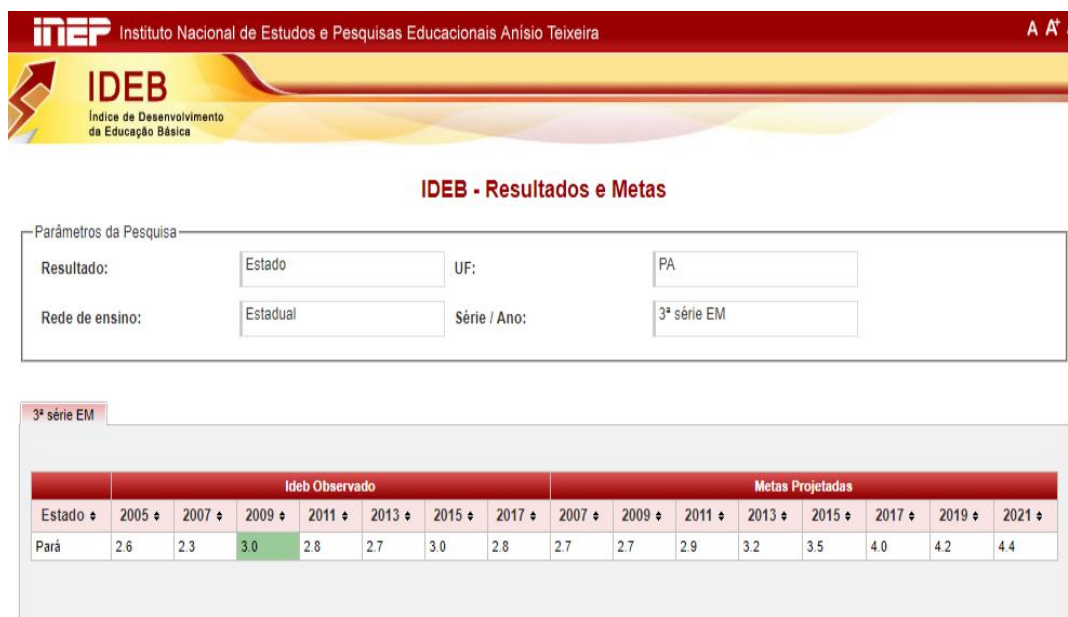 inep Instituto Nacional de Estudos e Pesquisas Educacionais Anísio Teixeira A A+
IDEB
Índice de Desenvolvimento
da Educação Básica
IDEB - Resultados e Metas
Parâmetros da Pesquisa
Resultado: Estado UF: PA
Rede de ensino: Estadual Série / Ano: 3ª série EM
3ª série EM
Ideb Observado Metas Projetadas
Estado 2005 2007 2009 2011 2013 2015 2017 2007 2009 2011 2013 2015 2017 2019 2021
Pará 2.6 2.3 3.0 2.8 2.7 3.0 2.8 2.7 2.7 2.9 3.2 3.5 4.0 4.2 4.4